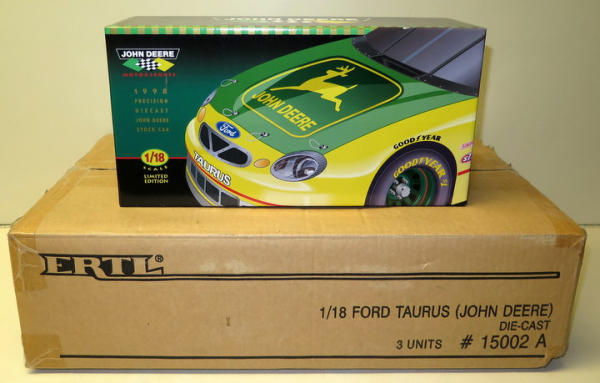 JOHN DEERE
MOTORSPORTS
1998
PRECISION
DIECAST
JOHN DEERE
STOCK CAR
1/18
SCALE
LIMITED
EDITION
JOHN DEERE
Ford
TAURUS
GOODYEAR
GOODYEAR #1
ERTL®
1/18 FORD TAURUS (JOHN DEERE)
DIE-CAST
3 UNITS # 15002 A